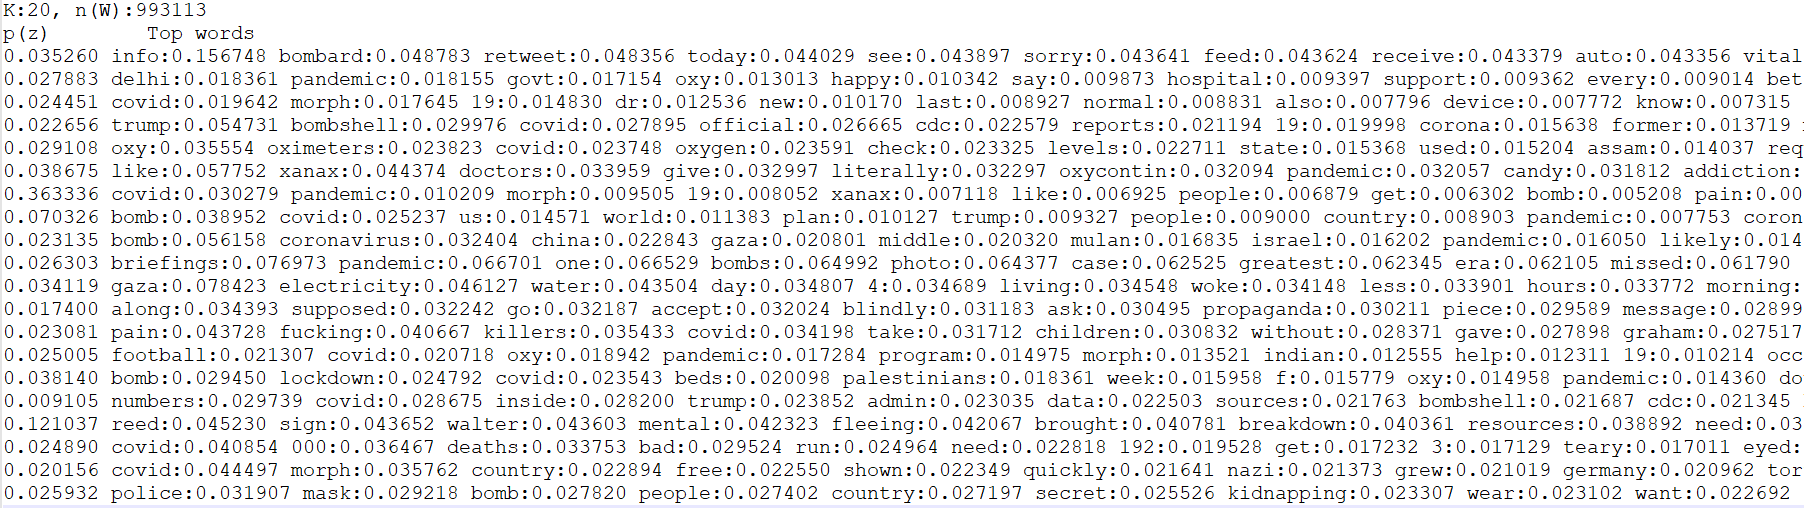 K:20, n(W):993113
p(z) Top words
0.035260 info:0.156748 bombard:0.048783 retweet:0.048356 today:0.044029 see:0.043897 sorry:0.043641 feed:0.043624 receive:0.043379 auto:0.043356 vital
0.027883 delhi:0.018361 pandemic:0.018155 govt:0.017154 oxy:0.013013 happy:0.010342 say:0.009873 hospital:0.009397 support:0.009362 every:0.009014 bet
0.024451 covid:0.019642 morph:0.017645 19:0.014830 dr:0.012536 new:0.010170 last:0.008927 normal:0.008831 also:0.007796 device:0.007772 know:0.007315
0.022656 trump:0.054731 bombshell:0.029976 covid:0.027895 official:0.026665 cdc:0.022579 reports:0.021194 19:0.019998 corona:0.015638 former:0.013719
0.029108 oxy:0.035554 oximeters:0.023823 covid:0.023748 oxygen:0.023591 check:0.023325 levels:0.022711 state:0.015368 used:0.015204 assam:0.014037 req
0.038675 like:0.057752 xanax:0.044374 doctors:0.033959 give:0.032997 literally:0.032297 oxycontin:0.032094 pandemic:0.032057 candy:0.031812 addiction:
0.363336 covid:0.030279 pandemic:0.010209 morph:0.009505 19:0.008052 xanax:0.007118 like:0.006925 people:0.006879 get:0.006302 bomb:0.005208 pain:0.00
0.070326 bomb:0.038952 covid:0.025237 us:0.014571 world:0.011383 plan:0.010127 trump:0.009327 people:0.009000 country:0.008903 pandemic:0.007753 coron
0.023135 bomb:0.056158 coronavirus:0.032404 china:0.022843 gaza:0.020801 middle:0.020320 mulan:0.016835 israel:0.016202 pandemic:0.016050 likely:0.014
0.026303 briefings:0.076973 pandemic:0.066701 one:0.066529 bombs:0.064992 photo:0.064377 case:0.062525 greatest:0.062345 era:0.062105 missed:0.061790
0.034119 gaza:0.078423 electricity:0.046127 water:0.043504 day:0.034807 4:0.034689 living:0.034548 woke:0.034148 less:0.033901 hours:0.033772 morning:
0.017400 along:0.034393 supposed:0.032242 go:0.032187 accept:0.032024 blindly:0.031183 ask:0.030495 propaganda:0.030211 piece:0.029589 message:0.02899
0.023081 pain:0.043728 fucking:0.040667 killers:0.035433 covid:0.034198 take:0.031712 children:0.030832 without:0.028371 gave:0.027898 graham:0.027517
0.025005 football:0.021307 covid:0.020718 oxy:0.018942 pandemic:0.017284 program:0.014975 morph:0.013521 indian:0.012555 help:0.012311 19:0.010214 occ
0.038140 bomb:0.029450 lockdown:0.024792 covid:0.023543 beds:0.020098 palestinians:0.018361 week:0.015958 f:0.015779 oxy:0.014958 pandemic:0.014360 do
0.009105 numbers:0.029739 covid:0.028675 inside:0.028200 trump:0.023852 admin:0.023035 data:0.022503 sources:0.021763 bombshell:0.021687 cdc:0.021345
0.121037 reed:0.045230 sign:0.043652 walter:0.043603 mental:0.042323 fleeing:0.042067 brought:0.040781 breakdown:0.040361 resources:0.038892 need:0.03
0.024890 covid:0.040854 000:0.036467 deaths:0.033753 bad:0.029524 run:0.024964 need:0.022818 192:0.019528 get:0.017232 3:0.017129 teary:0.017011 eyed:
0.020156 covid:0.044497 morph:0.035762 country:0.022894 free:0.022550 shown:0.022349 quickly:0.021641 nazi:0.021373 grew:0.021019 germany:0.020962 tor
0.025932 police:0.031907 mask:0.029218 bomb:0.027820 people:0.027402 country:0.027197 secret:0.025526 kidnapping:0.023307 wear:0.023102 want:0.022692